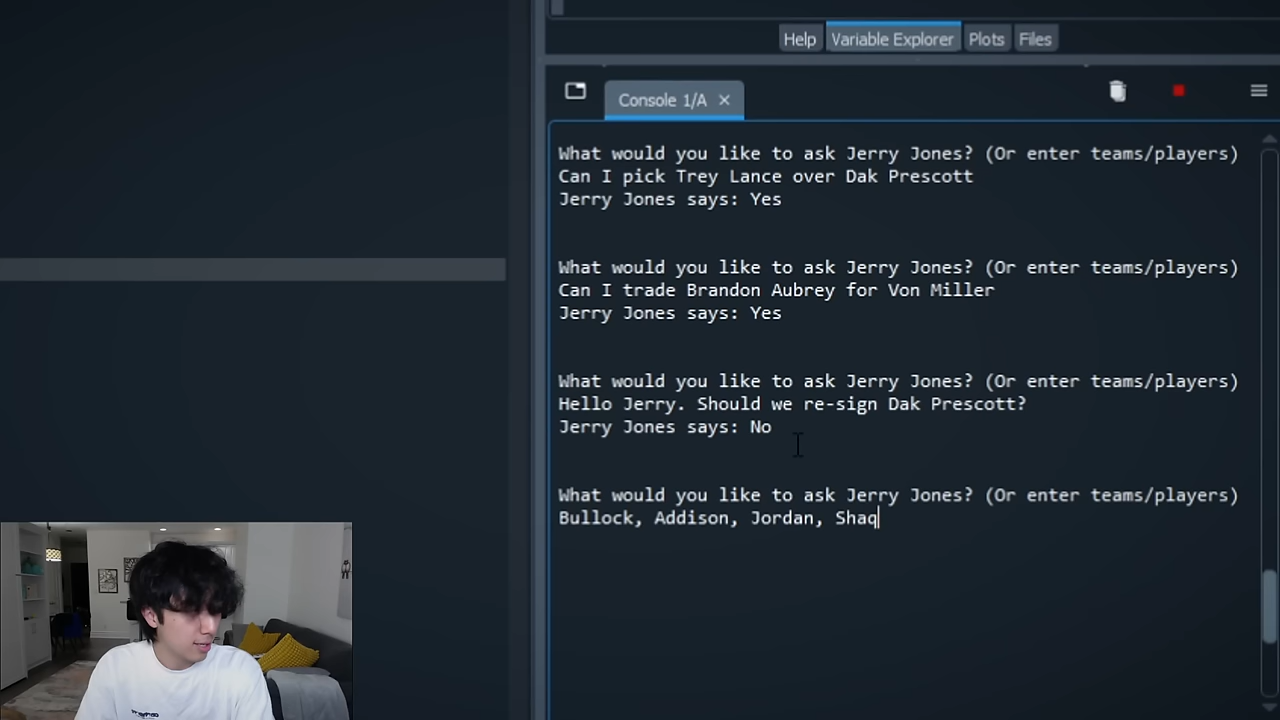 Help Variable Explorer Plots Files
Console 1/A
What would you like to ask Jerry Jones? (Or enter teams/players)
Can I pick Trey Lance over Dak Prescott
Jerry Jones says: Yes
What would you like to ask Jerry Jones? (Or enter teams/players)
Can I trade Brandon Aubrey for Von Miller
Jerry Jones says: Yes
What would you like to ask Jerry Jones? (Or enter teams/players)
Hello Jerry. Should we re-sign Dak Prescott?
Jerry Jones says: No
What would you like to ask Jerry Jones? (Or enter teams/players)
Bullock, Addison, Jordan, Shaq